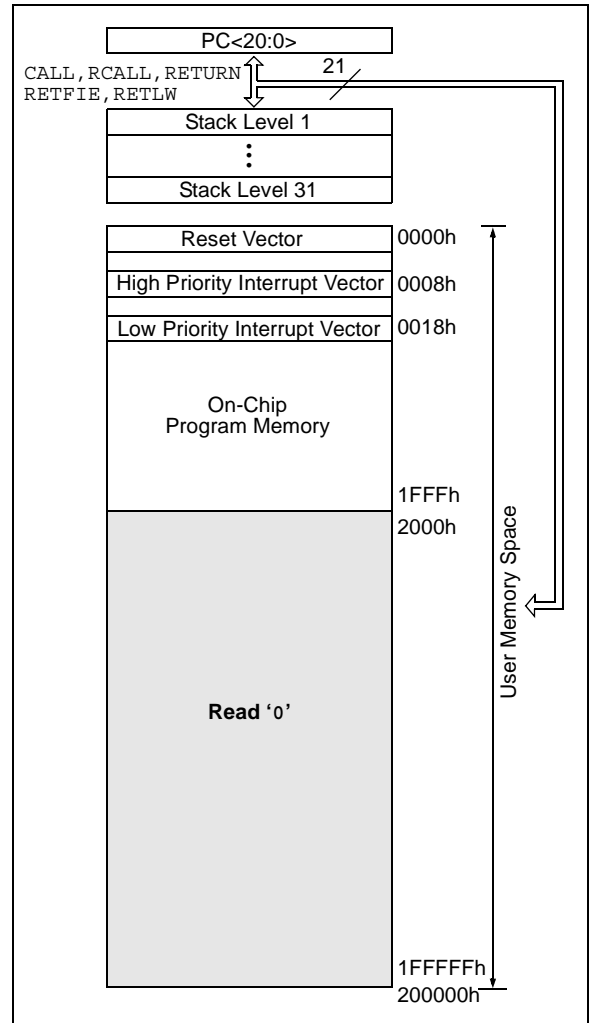 PC<20:0>
CALL,RCALL,RETURN
RETFIE,RETLW
21
Stack Level 1
Stack Level 31
Reset Vector
0000h
High Priority Interrupt Vector
0008h
Low Priority Interrupt Vector
0018h
On-Chip
Program Memory
1FFFh
2000h
User Memory Space
Read ‘0’
1FFFFFh
200000h